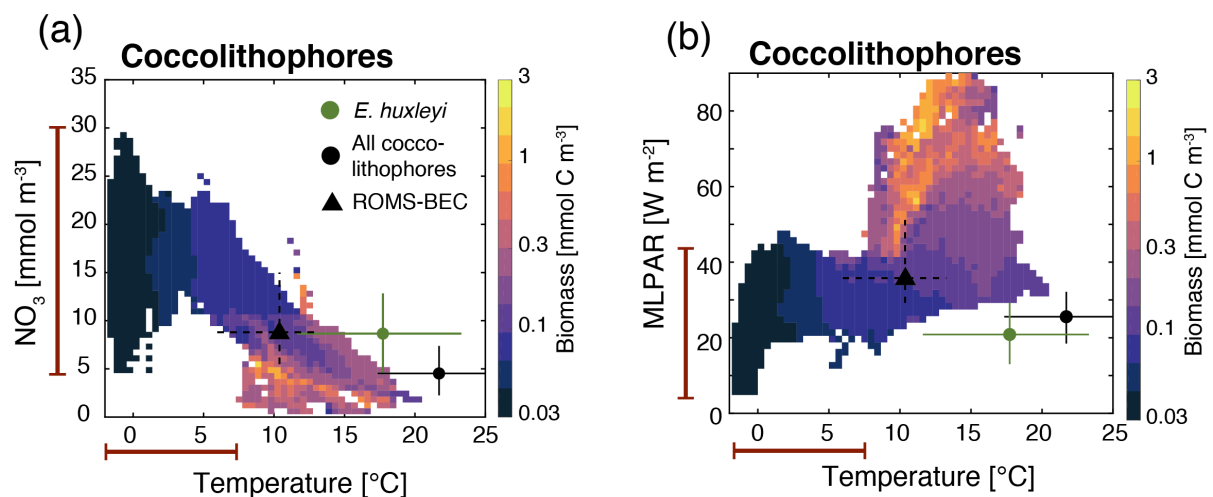 (a)
Coccolithophores
NO3 [mmol m-3]
35
30
25
20
15
10
5
0
0
5
10
15
20
25
Temperature [°C]
E. huxleyi
All cocco-
lithophores
ROMS-BEC
3
1
0.3
0.1
0.03
Biomass [mmol C m-3]
(b)
Coccolithophores
MLPAR [W m-2]
80
60
40
20
0
0
5
10
15
20
25
Temperature [°C]
3
1
0.3
0.1
0.03
Biomass [mmol C m-3]